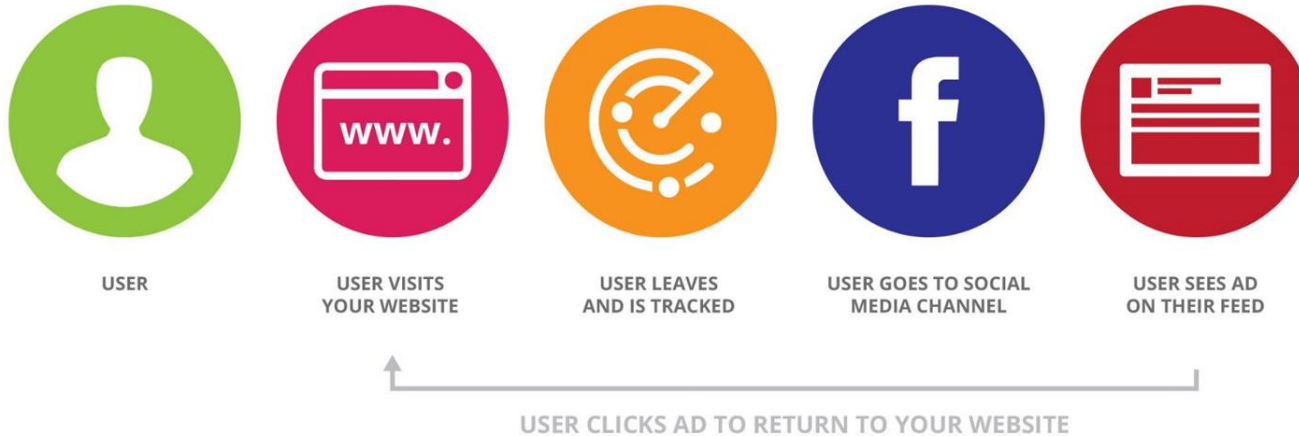 www.
f
USER
USER VISITS
YOUR WEBSITE
USER LEAVES
AND IS TRACKED
USER GOES TO SOCIAL
MEDIA CHANNEL
USER SEES AD
ON THEIR FEED
USER CLICKS AD TO RETURN TO YOUR WEBSITE